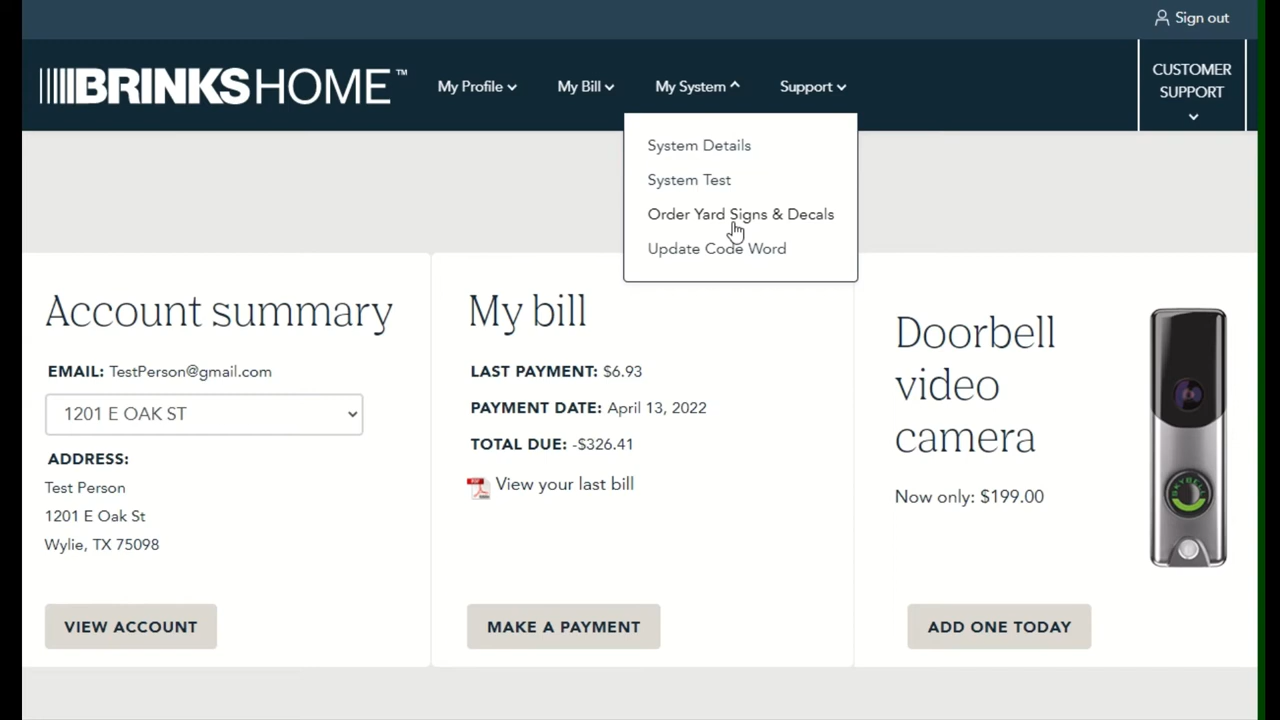 Sign out
BRINKS HOME™
My Profile
My Bill
My System
Support
CUSTOMER
SUPPORT
System Details
System Test
Order Yard Signs & Decals
Update Code Word
Account summary
EMAIL: TestPerson@gmail.com
1201 E OAK ST
ADDRESS:
Test Person
1201 E Oak St
Wylie, TX 75098
VIEW ACCOUNT
My bill
LAST PAYMENT: $6.93
PAYMENT DATE: April 13, 2022
TOTAL DUE: -$326.41
View your last bill
MAKE A PAYMENT
Doorbell
video
camera
Now only: $199.00
SKYBELL
ADD ONE TODAY